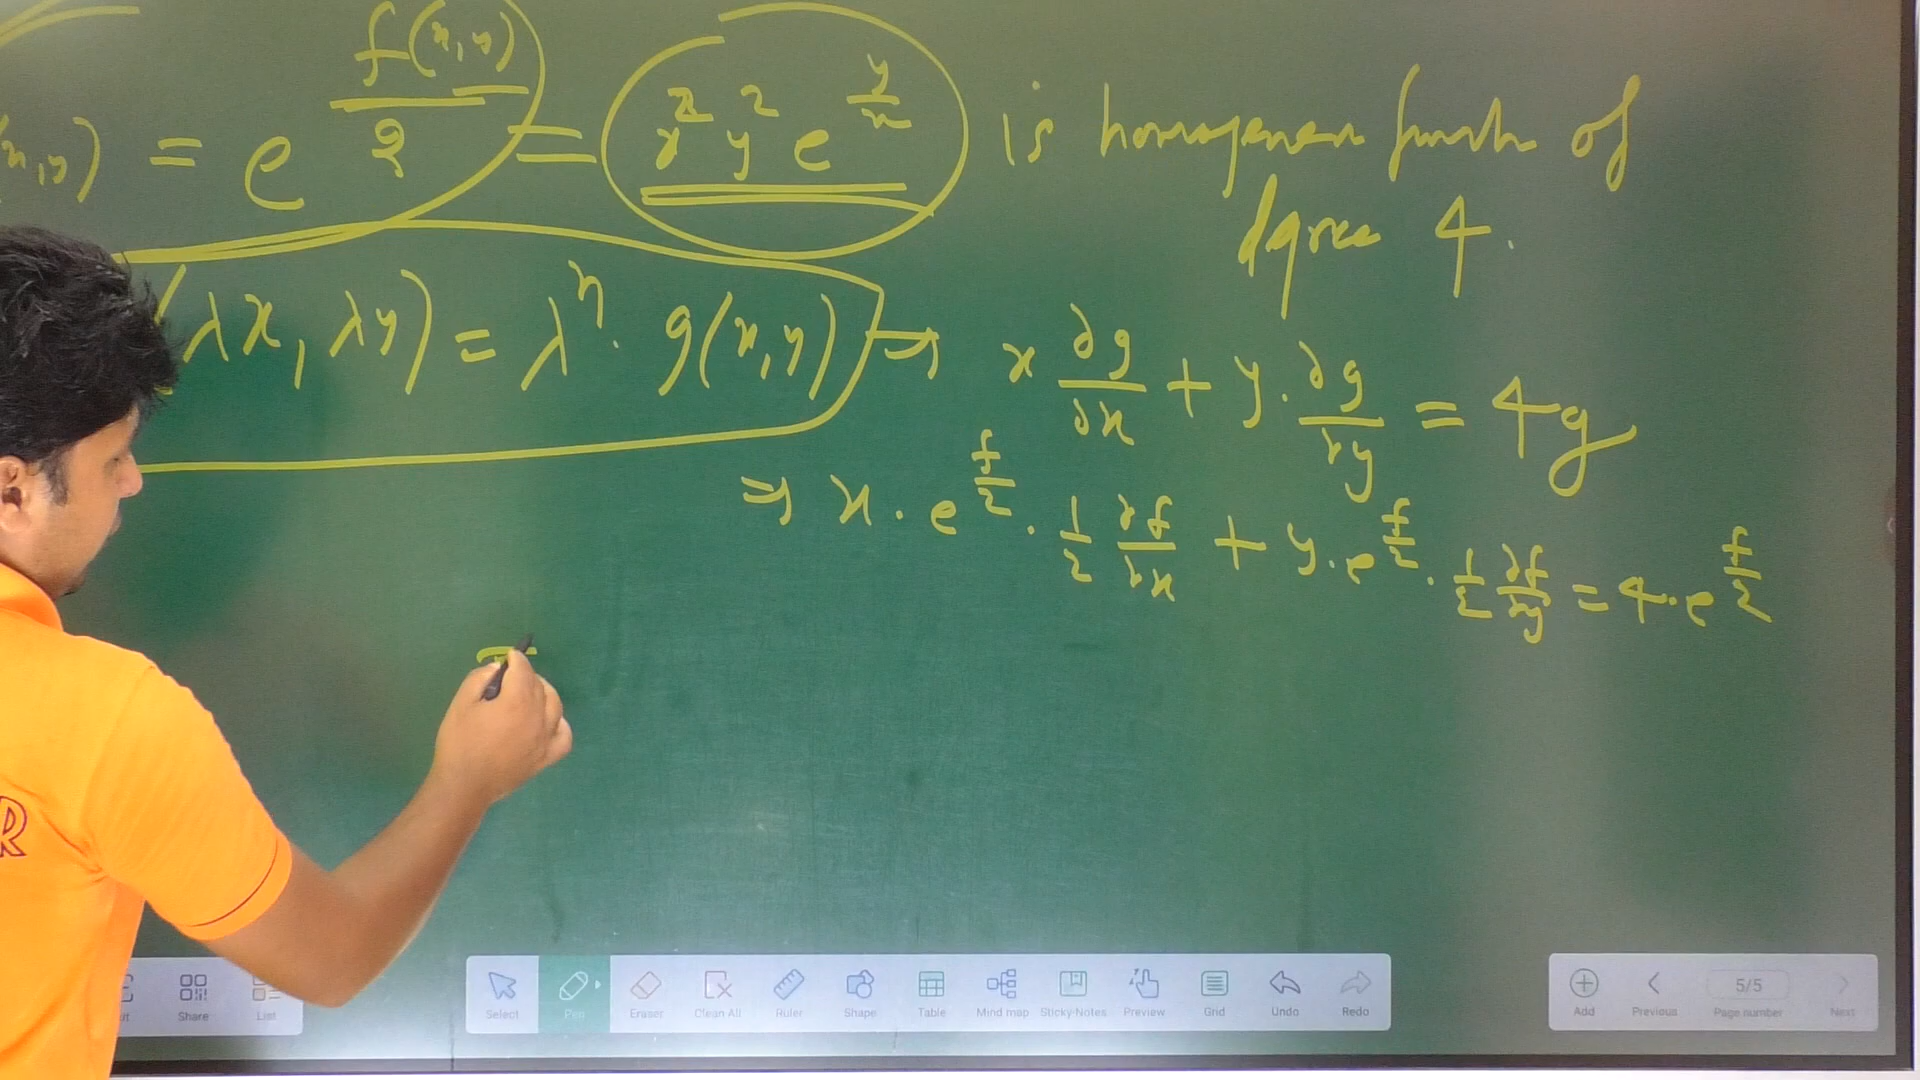 (x,y) = e^(f(x,y)/2) = x²y²e^(y/x) is homogeneous function of
degree 4.
(λx, λy) = λⁿ · g(x,y) → x ∂g/∂x + y · ∂g/∂y = 4g
⇒ x · e^(f/2) · 1/2 ∂f/∂x + y · e^(f/2) · 1/2 ∂f/∂y = 4 · e^(f/2)
R
Share
List
Select
Pen
Eraser
Clean All
Ruler
Shape
Table
Mind map
Sticky-Notes
Preview
Grid
Undo
Redo
Add
Previous
5/5
Page number
Next